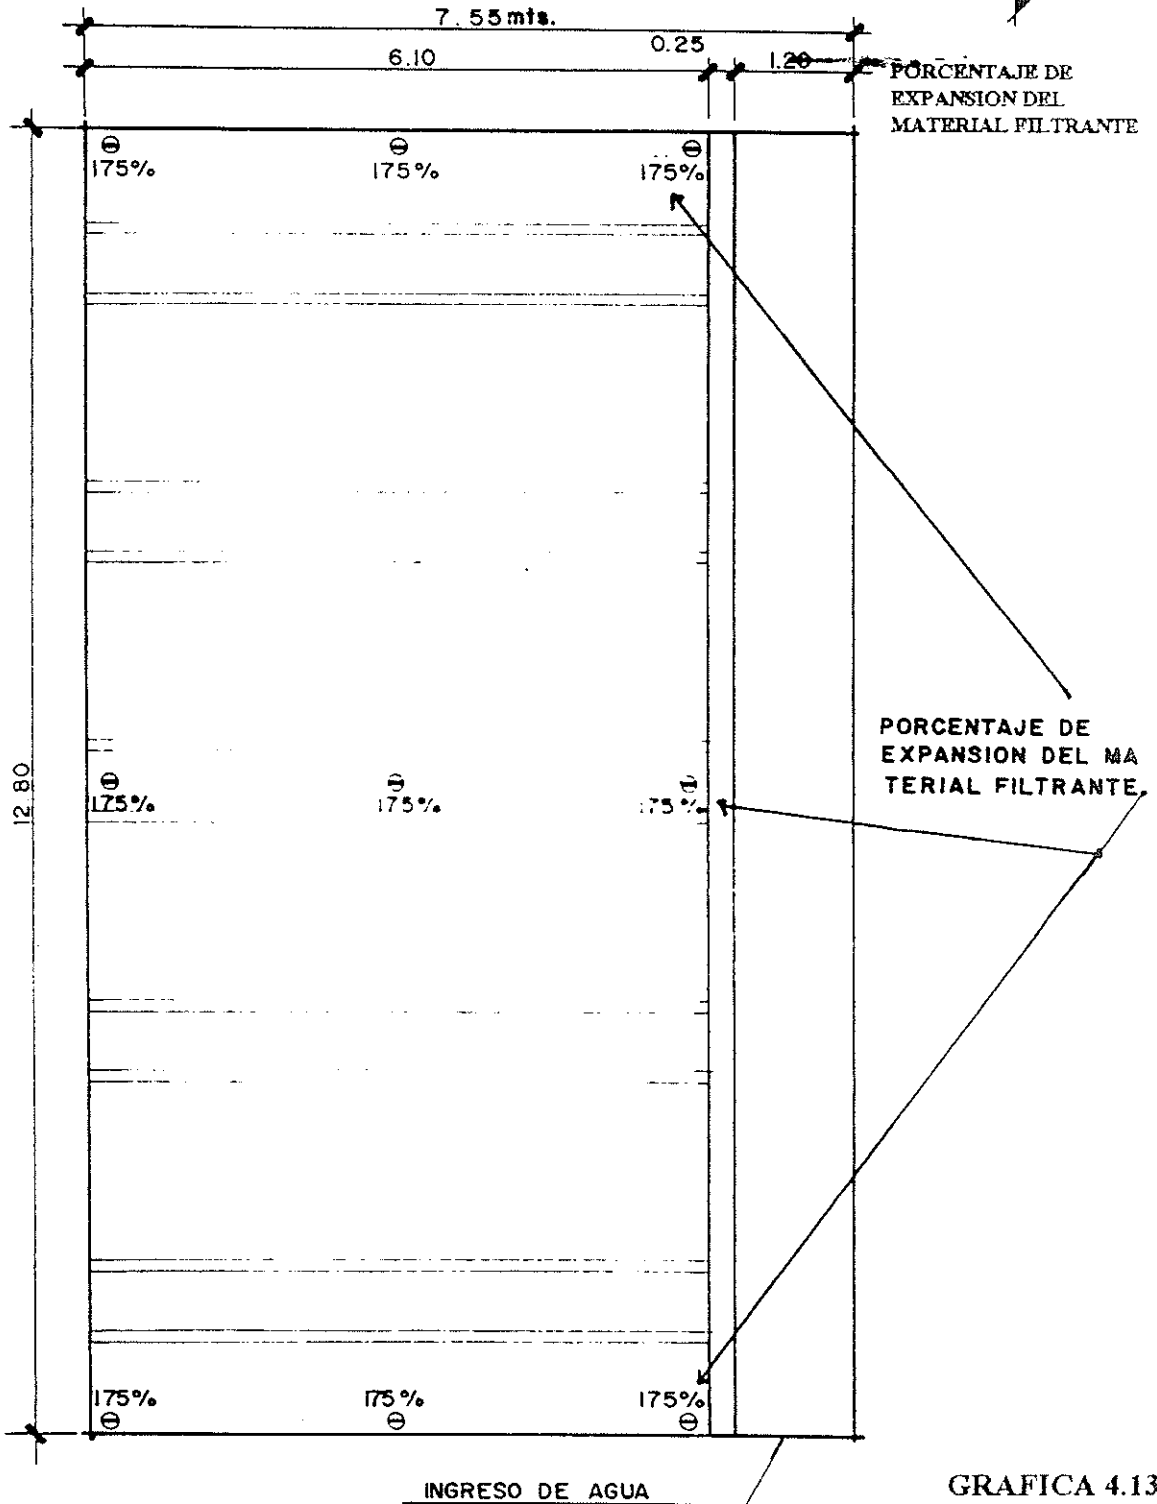 7.55 mts.
0.25
6.10
1.20
PORCENTAJE DE
EXPANSION DEL
MATERIAL FILTRANTE
175% 175% 175%
PORCENTAJE DE
EXPANSION DEL MA
TERIAL FILTRANTE.
12.80
175% 175% 175%
175% 175% 175%
INGRESO DE AGUA
GRAFICA 4.13